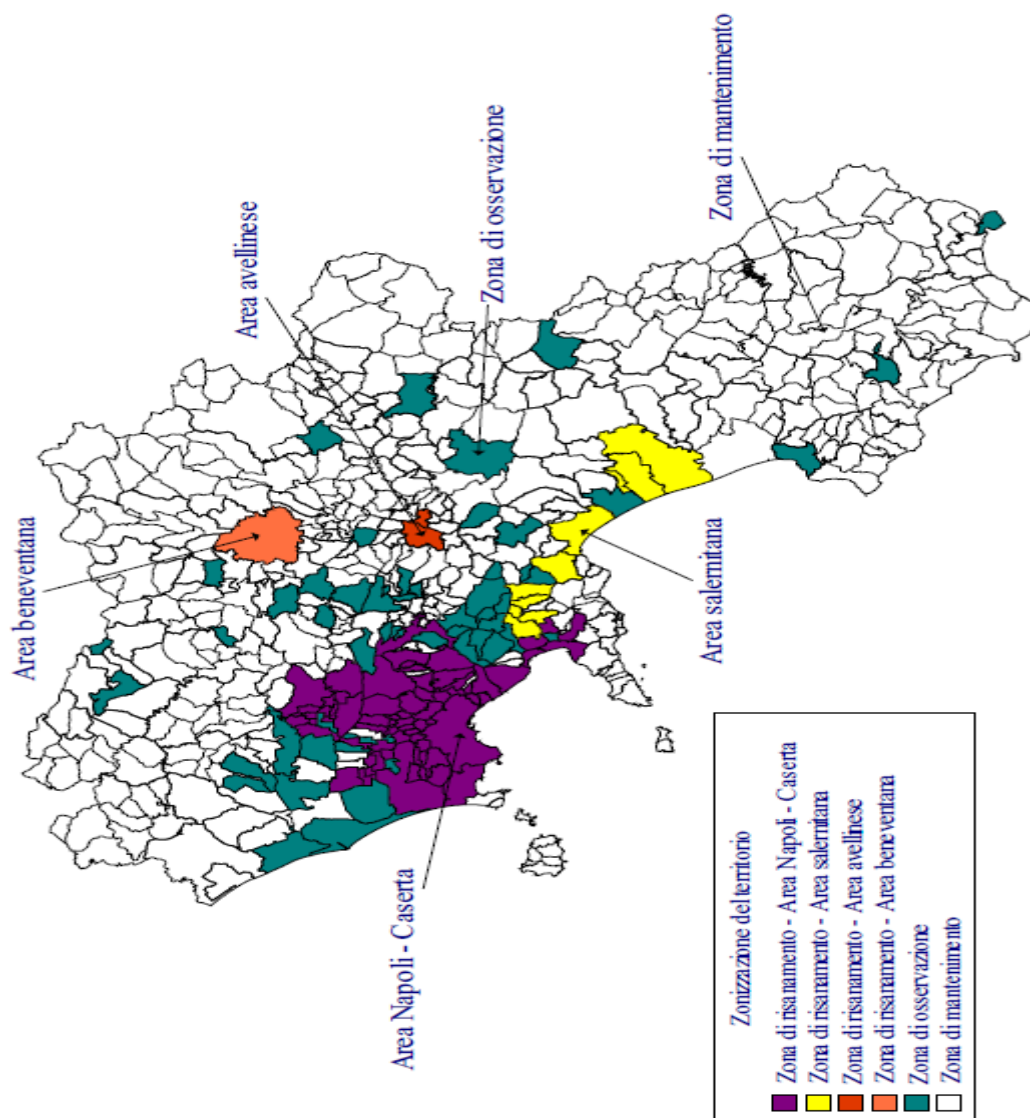 Area beneventana
Area avellinese
Zona di osservazione
Zona di mantenimento
Area Napoli - Caserta
Area salernitana
Zonizzazione del territorio
Zona di risanamento - Area Napoli - Caserta
Zona di risanamento - Area salernitana
Zona di risanamento - Area avellinese
Zona di risanamento - Area beneventana
Zona di osservazione
Zona di mantenimento